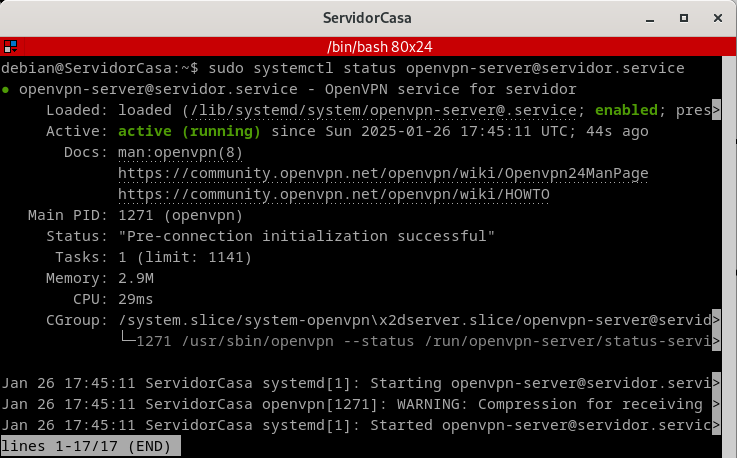 ServidorCasa
/bin/bash 80x24
debian@ServidorCasa:~$ sudo systemctl status openvpn-server@servidor.service
● openvpn-server@servidor.service - OpenVPN service for servidor
     Loaded: loaded (/lib/systemd/system/openvpn-server@.service; enabled; pres>
     Active: active (running) since Sun 2025-01-26 17:45:11 UTC; 44s ago
       Docs: man:openvpn(8)
             https://community.openvpn.net/openvpn/wiki/Openvpn24ManPage
             https://community.openvpn.net/openvpn/wiki/HOWTO
   Main PID: 1271 (openvpn)
     Status: "Pre-connection initialization successful"
      Tasks: 1 (limit: 1141)
     Memory: 2.9M
        CPU: 29ms
     CGroup: /system.slice/system-openvpn\x2dserver.slice/openvpn-server@servid>
             └─1271 /usr/sbin/openvpn --status /run/openvpn-server/status-servi>
Jan 26 17:45:11 ServidorCasa systemd[1]: Starting openvpn-server@servidor.servi>
Jan 26 17:45:11 ServidorCasa openvpn[1271]: WARNING: Compression for receiving >
Jan 26 17:45:11 ServidorCasa systemd[1]: Started openvpn-server@servidor.servic>
lines 1-17/17 (END)